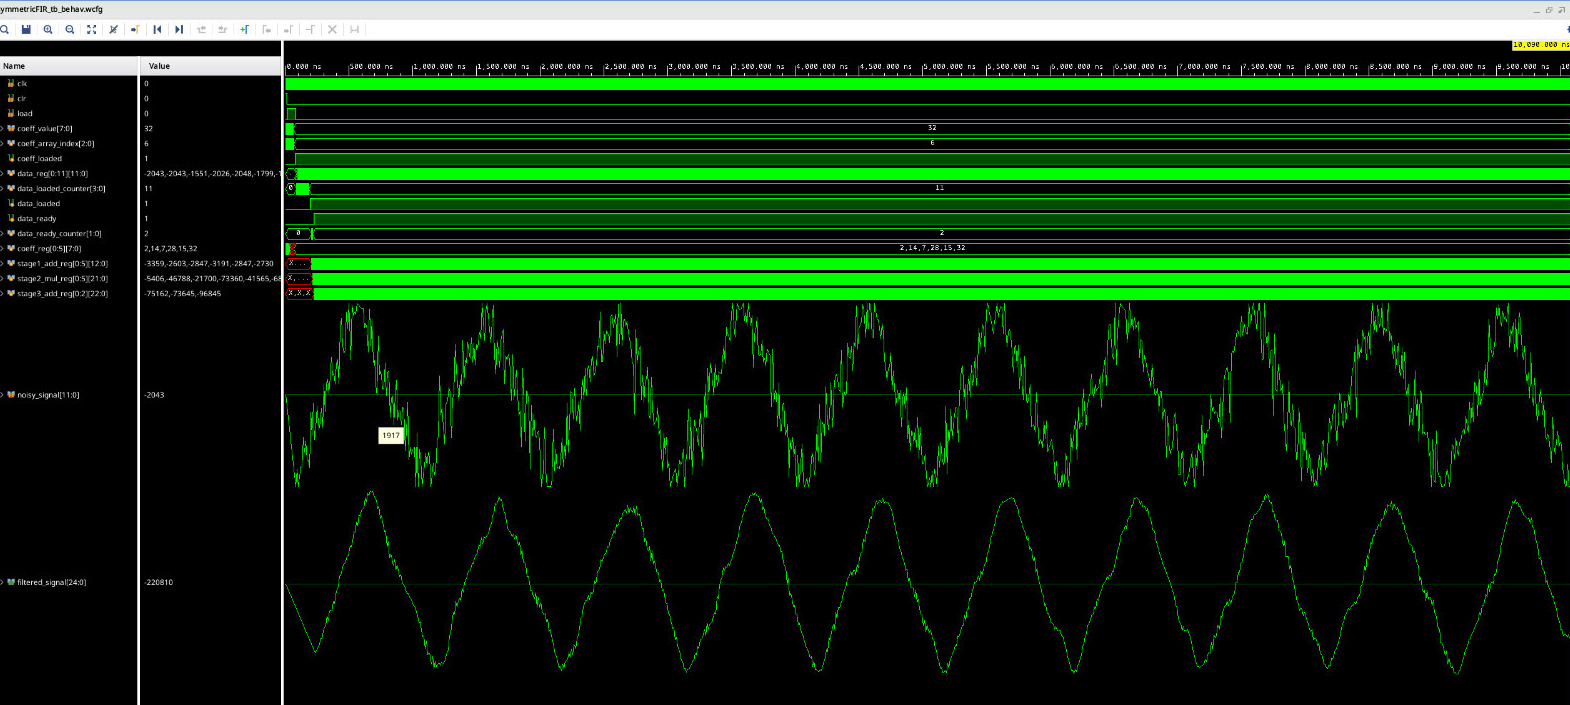 ymmetricFIR_tb_behav.wcfg
10,090.000 ns
Name Value
0.000 ns 500.000 ns 1,000.000 ns 1,500.000 ns 2,000.000 ns 2,500.000 ns 3,000.000 ns 3,500.000 ns 4,000.000 ns 4,500.000 ns 5,000.000 ns 5,500.000 ns 6,000.000 ns 6,500.000 ns 7,000.000 ns 7,500.000 ns 8,000.000 ns 8,500.000 ns 9,000.000 ns 9,500.000 ns 10
clk 0
clr 0
load 0
coeff_value[7:0] 32 32
coeff_array_index[2:0] 6 6
coeff_loaded 1
data_reg[0:11][11:0] -2043,-2043,-1551,-2026,-2048,-1799,-1
data_loaded_counter[3:0] 11 0 11
data_loaded 1
data_ready 1
data_ready_counter[1:0] 2 0 2
coeff_reg[0:5][7:0] 2,14,7,28,15,32 2,14,7,28,15,32
stage1_add_reg[0:5][12:0] -3359,-2603,-2847,-3191,-2847,-2730 X...
stage2_mul_reg[0:5][21:0] -5406,-46788,-21700,-73360,-41565,-68 X,...
stage3_add_reg[0:2][22:0] -75162,-73645,-96845 X,X,X
noisy_signal[11:0] -2043
1917
filtered_signal[24:0] -220810